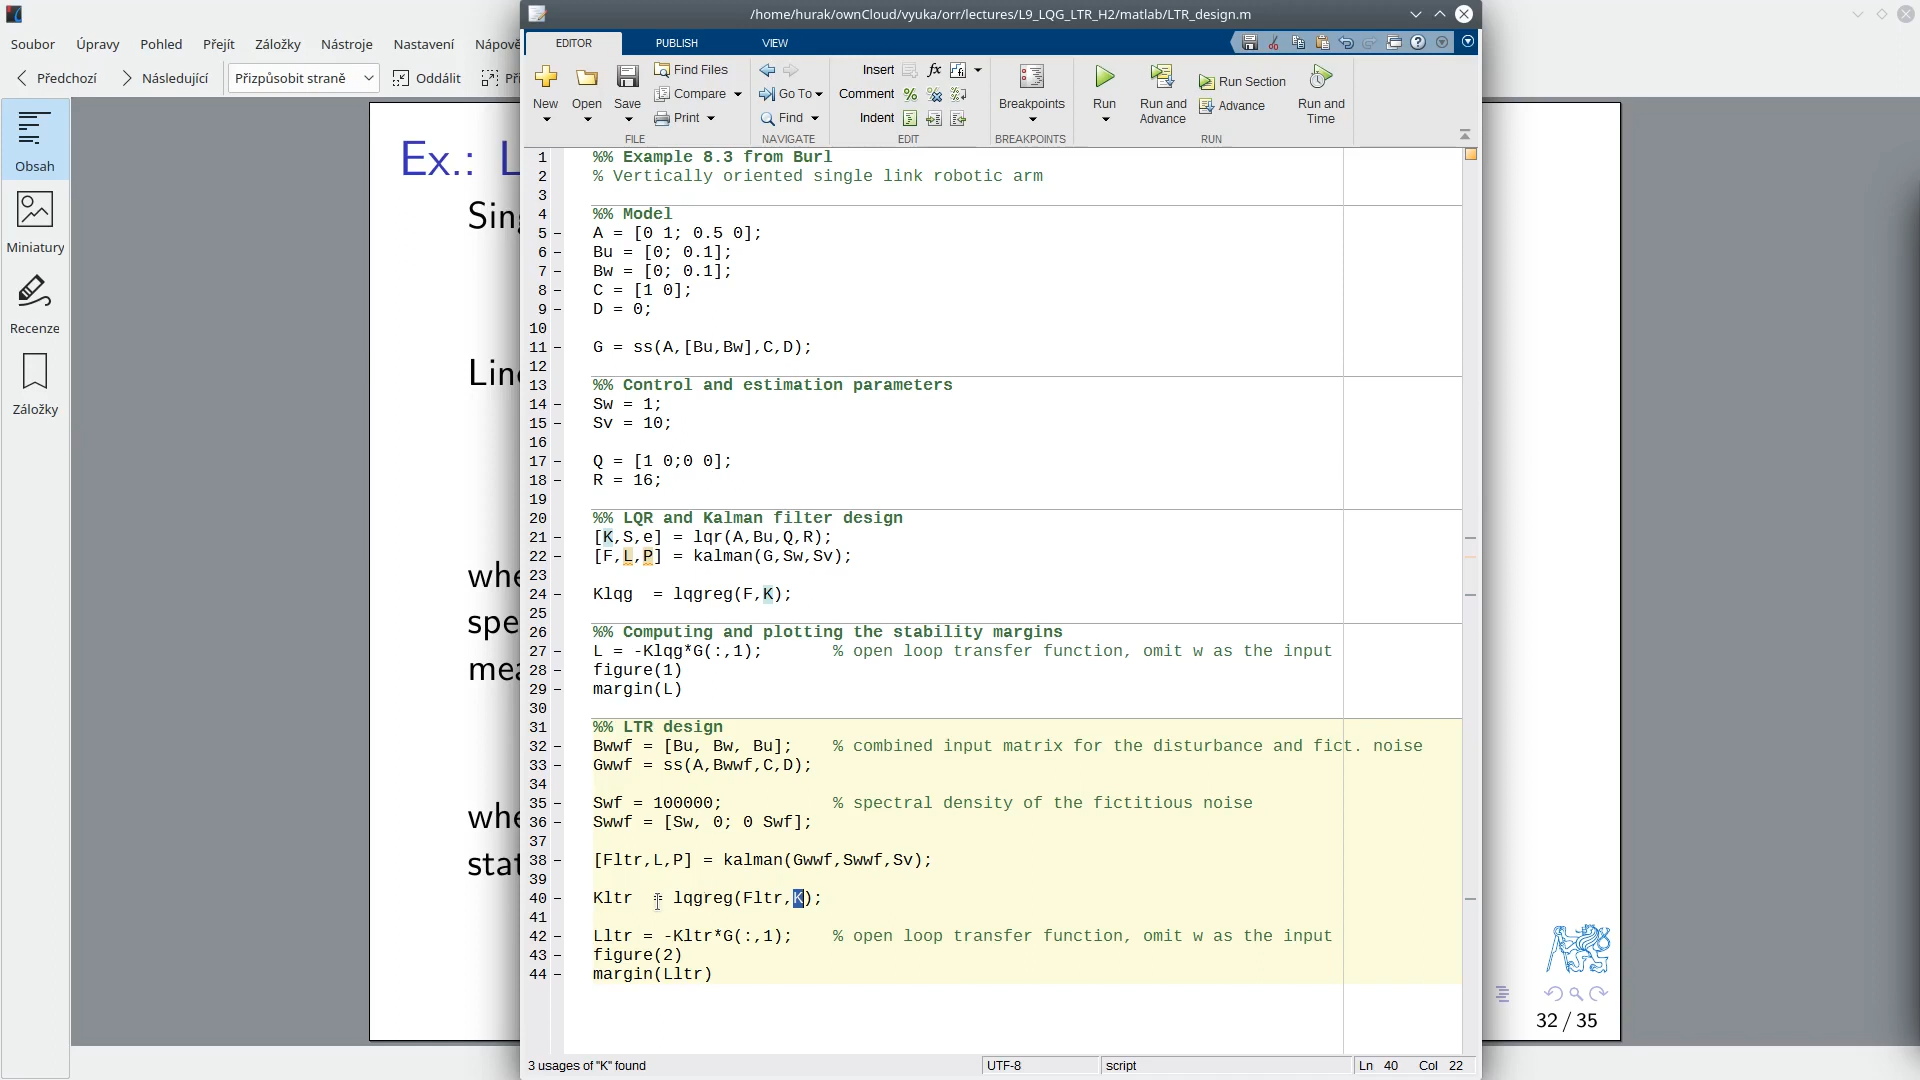 /home/hurak/ownCloud/vyuka/orr/lectures/L9_LQG_LTR_H2/matlab/LTR_design.m
Soubor Úpravy Pohled Přejít Záložky Nástroje Nastavení
Předchozí Následující Přizpůsobit straně Oddálit
Obsah
Miniatury
Recenze
Záložky
Ex.:
EDITOR PUBLISH VIEW
New Open Save Find Files Compare Print
FILE
Go To Find
NAVIGATE
Insert fx
Comment
Indent
EDIT
Breakpoints
BREAKPOINTS
Run Run and Advance Run Section Advance Run and Time
RUN
1 %% Example 8.3 from Burl
2 % Vertically oriented single link robotic arm
3
4 %% Model
5 – A = [0 1; 0.5 0];
6 – Bu = [0; 0.1];
7 – Bw = [0; 0.1];
8 – C = [1 0];
9 – D = 0;
10
11 – G = ss(A,[Bu,Bw],C,D);
12
13 %% Control and estimation parameters
14 – Sw = 1;
15 – Sv = 10;
16
17 – Q = [1 0;0 0];
18 – R = 16;
19
20 %% LQR and Kalman filter design
21 – [K,S,e] = lqr(A,Bu,Q,R);
22 – [F,L,P] = kalman(G,Sw,Sv);
23
24 – Klqg  = lqgreg(F,K);
25
26 %% Computing and plotting the stability margins
27 – L = -Klqg*G(:,1);       % open loop transfer function, omit w as the input
28 – figure(1)
29 – margin(L)
30
31 %% LTR design
32 – Bwwf = [Bu, Bw, Bu];    % combined input matrix for the disturbance and fict. noise
33 – Gwwf = ss(A,Bwwf,C,D);
34
35 – Swf = 100000;           % spectral density of the fictitious noise
36 – Swwf = [Sw, 0; 0 Swf];
37
38 – [Fltr,L,P] = kalman(Gwwf,Swwf,Sv);
39
40 – Kltr  = lqgreg(Fltr,K);
41
42 – Lltr = -Kltr*G(:,1);    % open loop transfer function, omit w as the input
43 – figure(2)
44 – margin(Lltr)
3 usages of "K" found UTF-8 script Ln 40 Col 22
32 / 35